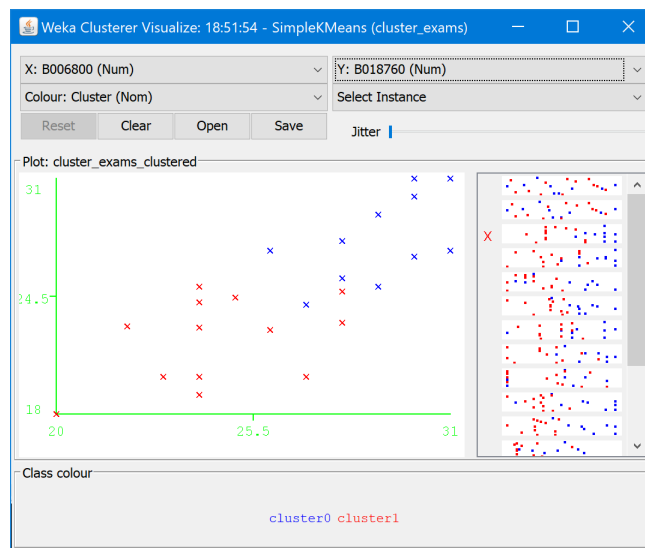 Weka Clusterer Visualize: 18:51:54 - SimpleKMeans (cluster_exams)
X: B006800 (Num)
Y: B018760 (Num)
Colour: Cluster (Nom)
Select Instance
Reset
Clear
Open
Save
Jitter
Plot: cluster_exams_clustered
31
24.5
18
20
25.5
31
X
Class colour
cluster0 cluster1